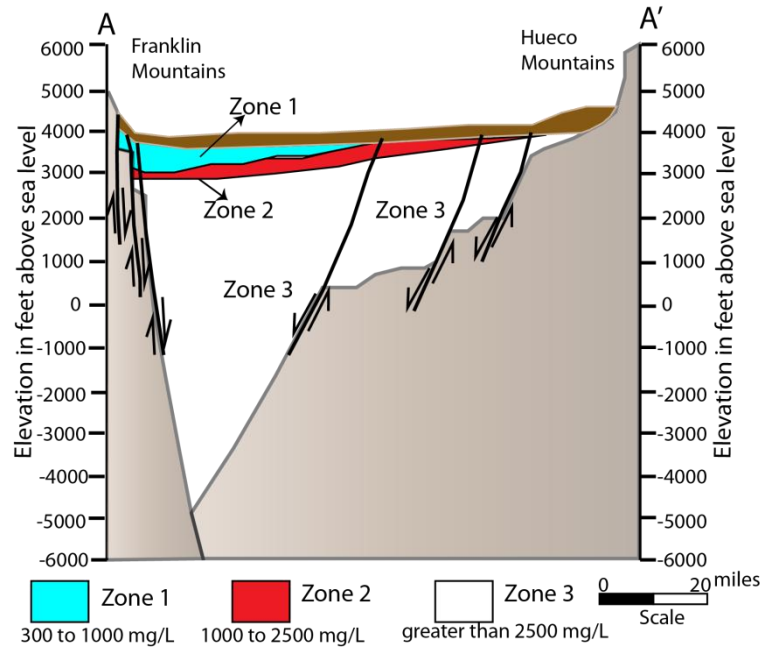 A
A'
Franklin
Mountains
Hueco
Mountains
Elevation in feet above sea level
6000
5000
4000
3000
2000
1000
0
-1000
-2000
-3000
-4000
-5000
-6000
Zone 1
Zone 2
Zone 3
Zone 3
6000
5000
4000
3000
2000
1000
0
-1000
-2000
-3000
-4000
-5000
-6000
Elevation in feet above sea level
Zone 1
300 to 1000 mg/L
Zone 2
1000 to 2500 mg/L
Zone 3
greater than 2500 mg/L
0 20 miles
Scale